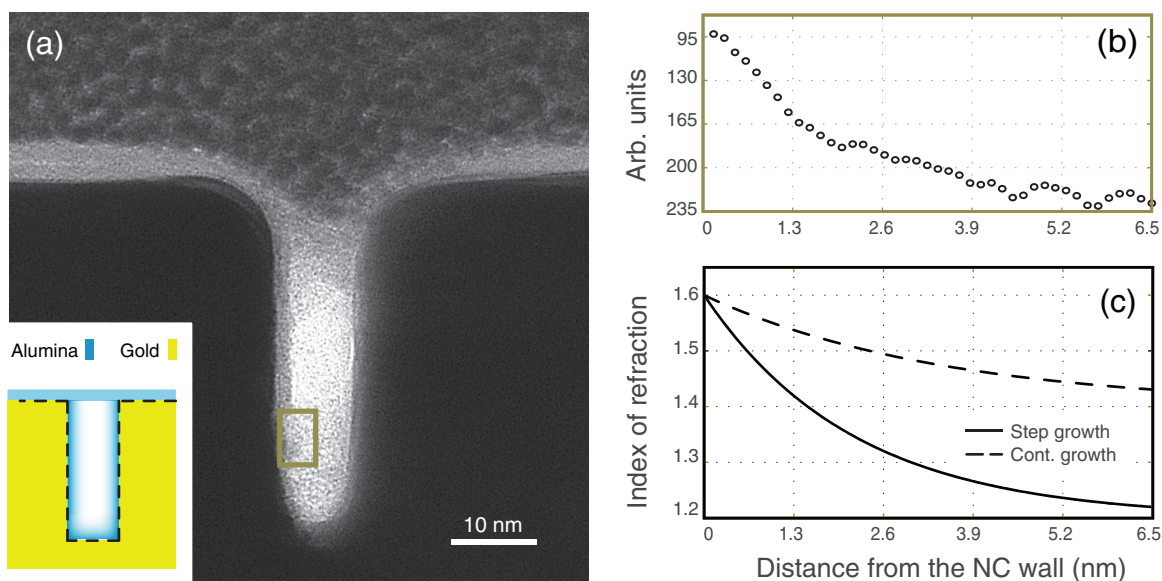 (a)
Alumina Gold
10 nm
(b)
Arb. units
95
130
165
200
235
0 1.3 2.6 3.9 5.2 6.5
(c)
Index of refraction
1.6
1.5
1.4
1.3
1.2
Step growth
Cont. growth
0 1.3 2.6 3.9 5.2 6.5
Distance from the NC wall (nm)